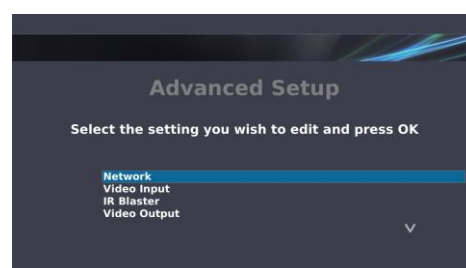 Advanced Setup
Select the setting you wish to edit and press OK
Network
Video Input
IR Blaster
Video Output